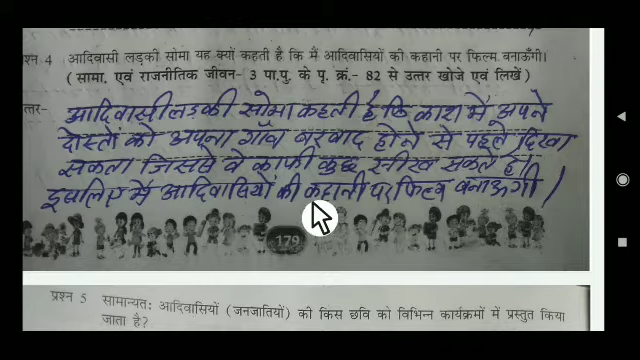 श्न 4 आदिवासी लड़की सोमा यह क्यों कहती है कि मैं आदिवासियों की कहानी पर फिल्म बनाऊँगी।
(सामा. एवं राजनीतिक जीवन- 3 पा.पु. के पृ. क्रं.- 82 से उत्तर खोजे एवं लिखें)
त्तर- आदिवासी लड़की सोमा कहती है कि काश मैं अपने
दोस्तों को अपना गाँव बरबाद होने से पहले दिखा
सकता जिससे वे काफी कुछ सीख सकते हैं।
इसलिए मैं आदिवासियों की कहानी पर फिल्म बनाऊगी।
179
प्रश्न 5 सामान्यतः आदिवासियों (जनजातियों) की किस छवि को विभिन्न कार्यक्रमों में प्रस्तुत किया
जाता है?